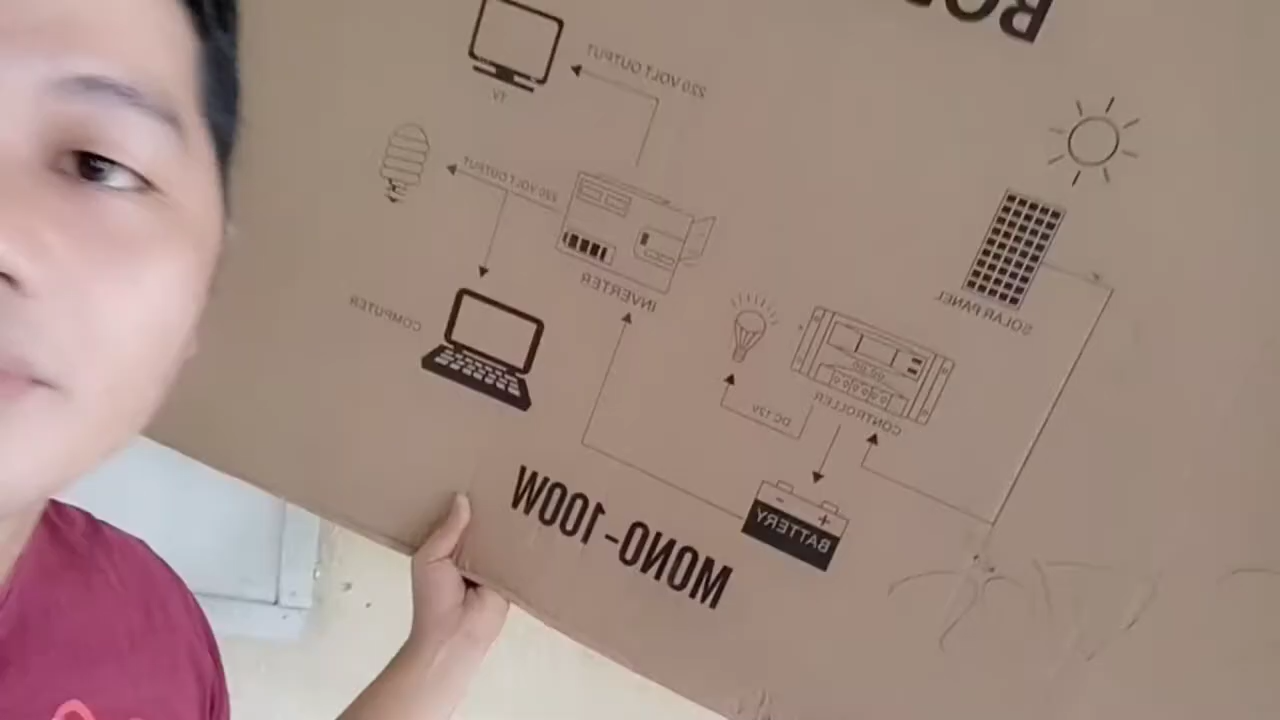 220 VOLT OUTPUT
TV
220 VOLT OUTPUT
INVERTER
COMPUTER
SOLAR PANEL
CONTROLLER
DC 12V
BATTERY
MONO-100W